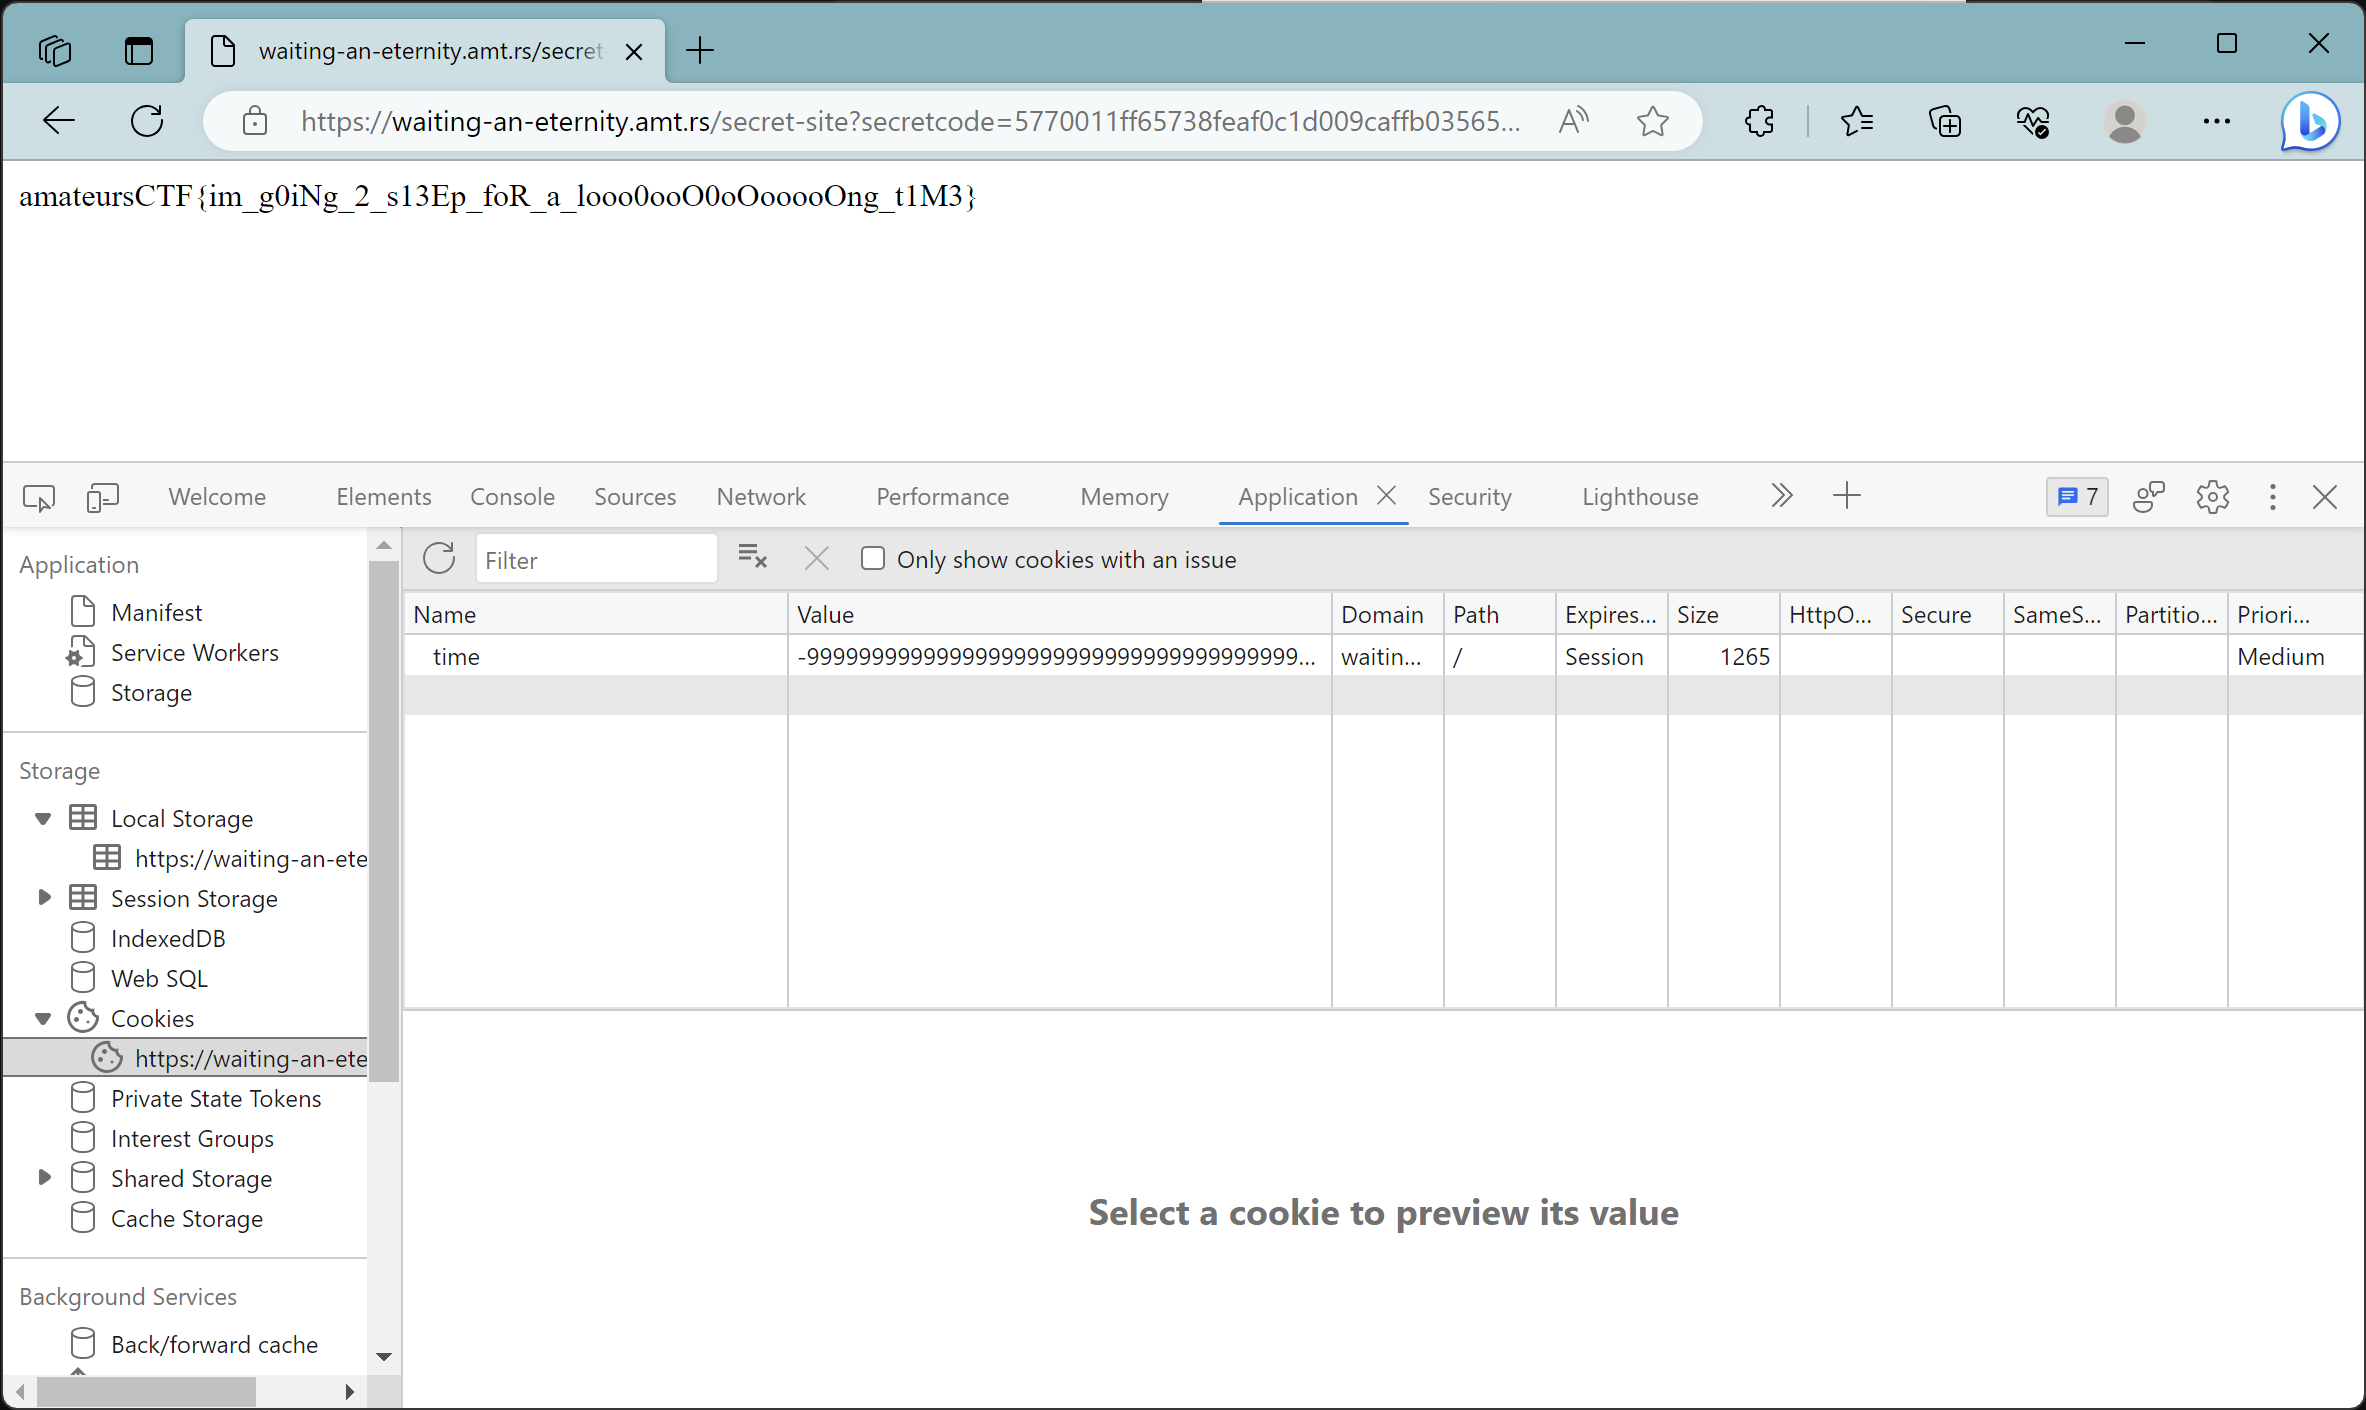 waiting-an-eternity.amt.rs/secret-
https://waiting-an-eternity.amt.rs/secret-site?secretcode=5770011ff65738feaf0c1d009caffb03565...
amateursCTF{im_g0iNg_2_s13Ep_foR_a_looo0ooO0oOooooOng_t1M3}
Welcome Elements Console Sources Network Performance Memory Application Security Lighthouse 7
Application
Manifest
Service Workers
Storage
Storage
Local Storage
https://waiting-an-ete
Session Storage
IndexedDB
Web SQL
Cookies
https://waiting-an-ete
Private State Tokens
Interest Groups
Shared Storage
Cache Storage
Background Services
Back/forward cache
Filter Only show cookies with an issue
Name Value Domain Path Expires... Size HttpO... Secure SameS... Partitio... Priori...
time -99999999999999999999999999999999999999... waitin... / Session 1265 Medium
Select a cookie to preview its value